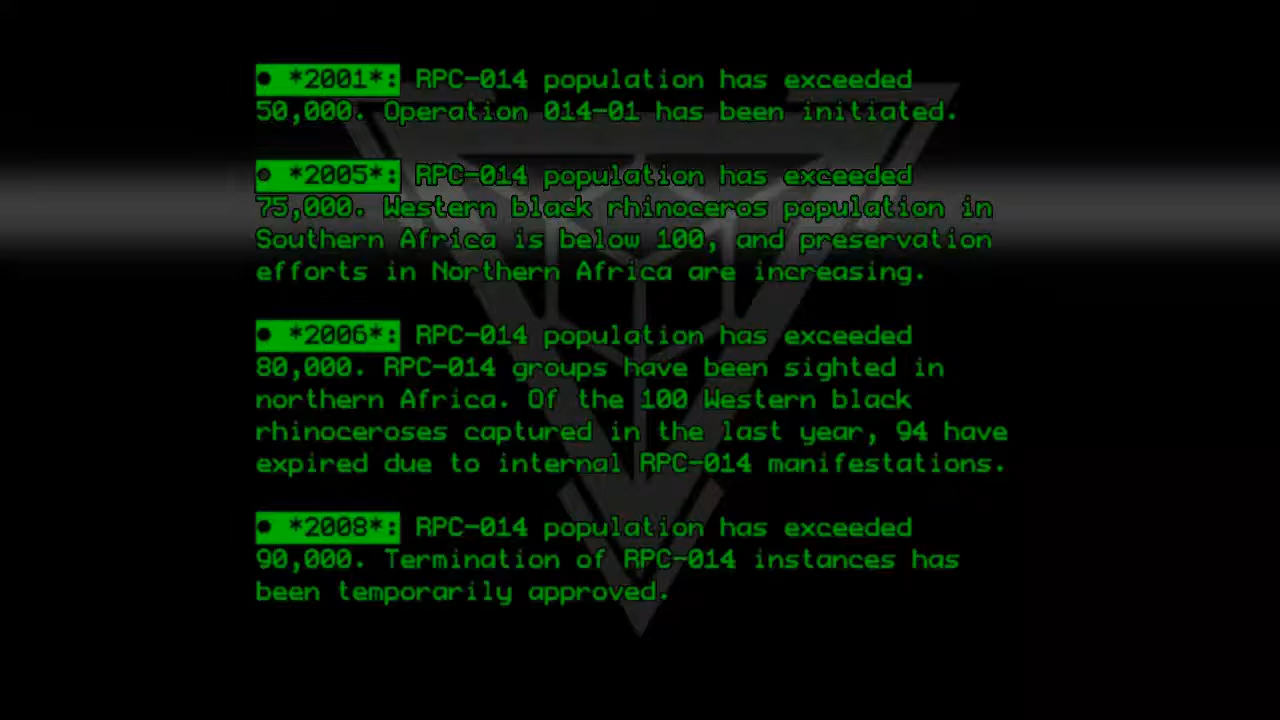 ● *2001*: RPC-014 population has exceeded
50,000. Operation 014-01 has been initiated.
● *2005*: RPC-014 population has exceeded
75,000. Western black rhinoceros population in
Southern Africa is below 100, and preservation
efforts in Northern Africa are increasing.
● *2006*: RPC-014 population has exceeded
80,000. RPC-014 groups have been sighted in
northern Africa. Of the 100 Western black
rhinoceroses captured in the last year, 94 have
expired due to internal RPC-014 manifestations.
● *2008*: RPC-014 population has exceeded
90,000. Termination of RPC-014 instances has
been temporarily approved.